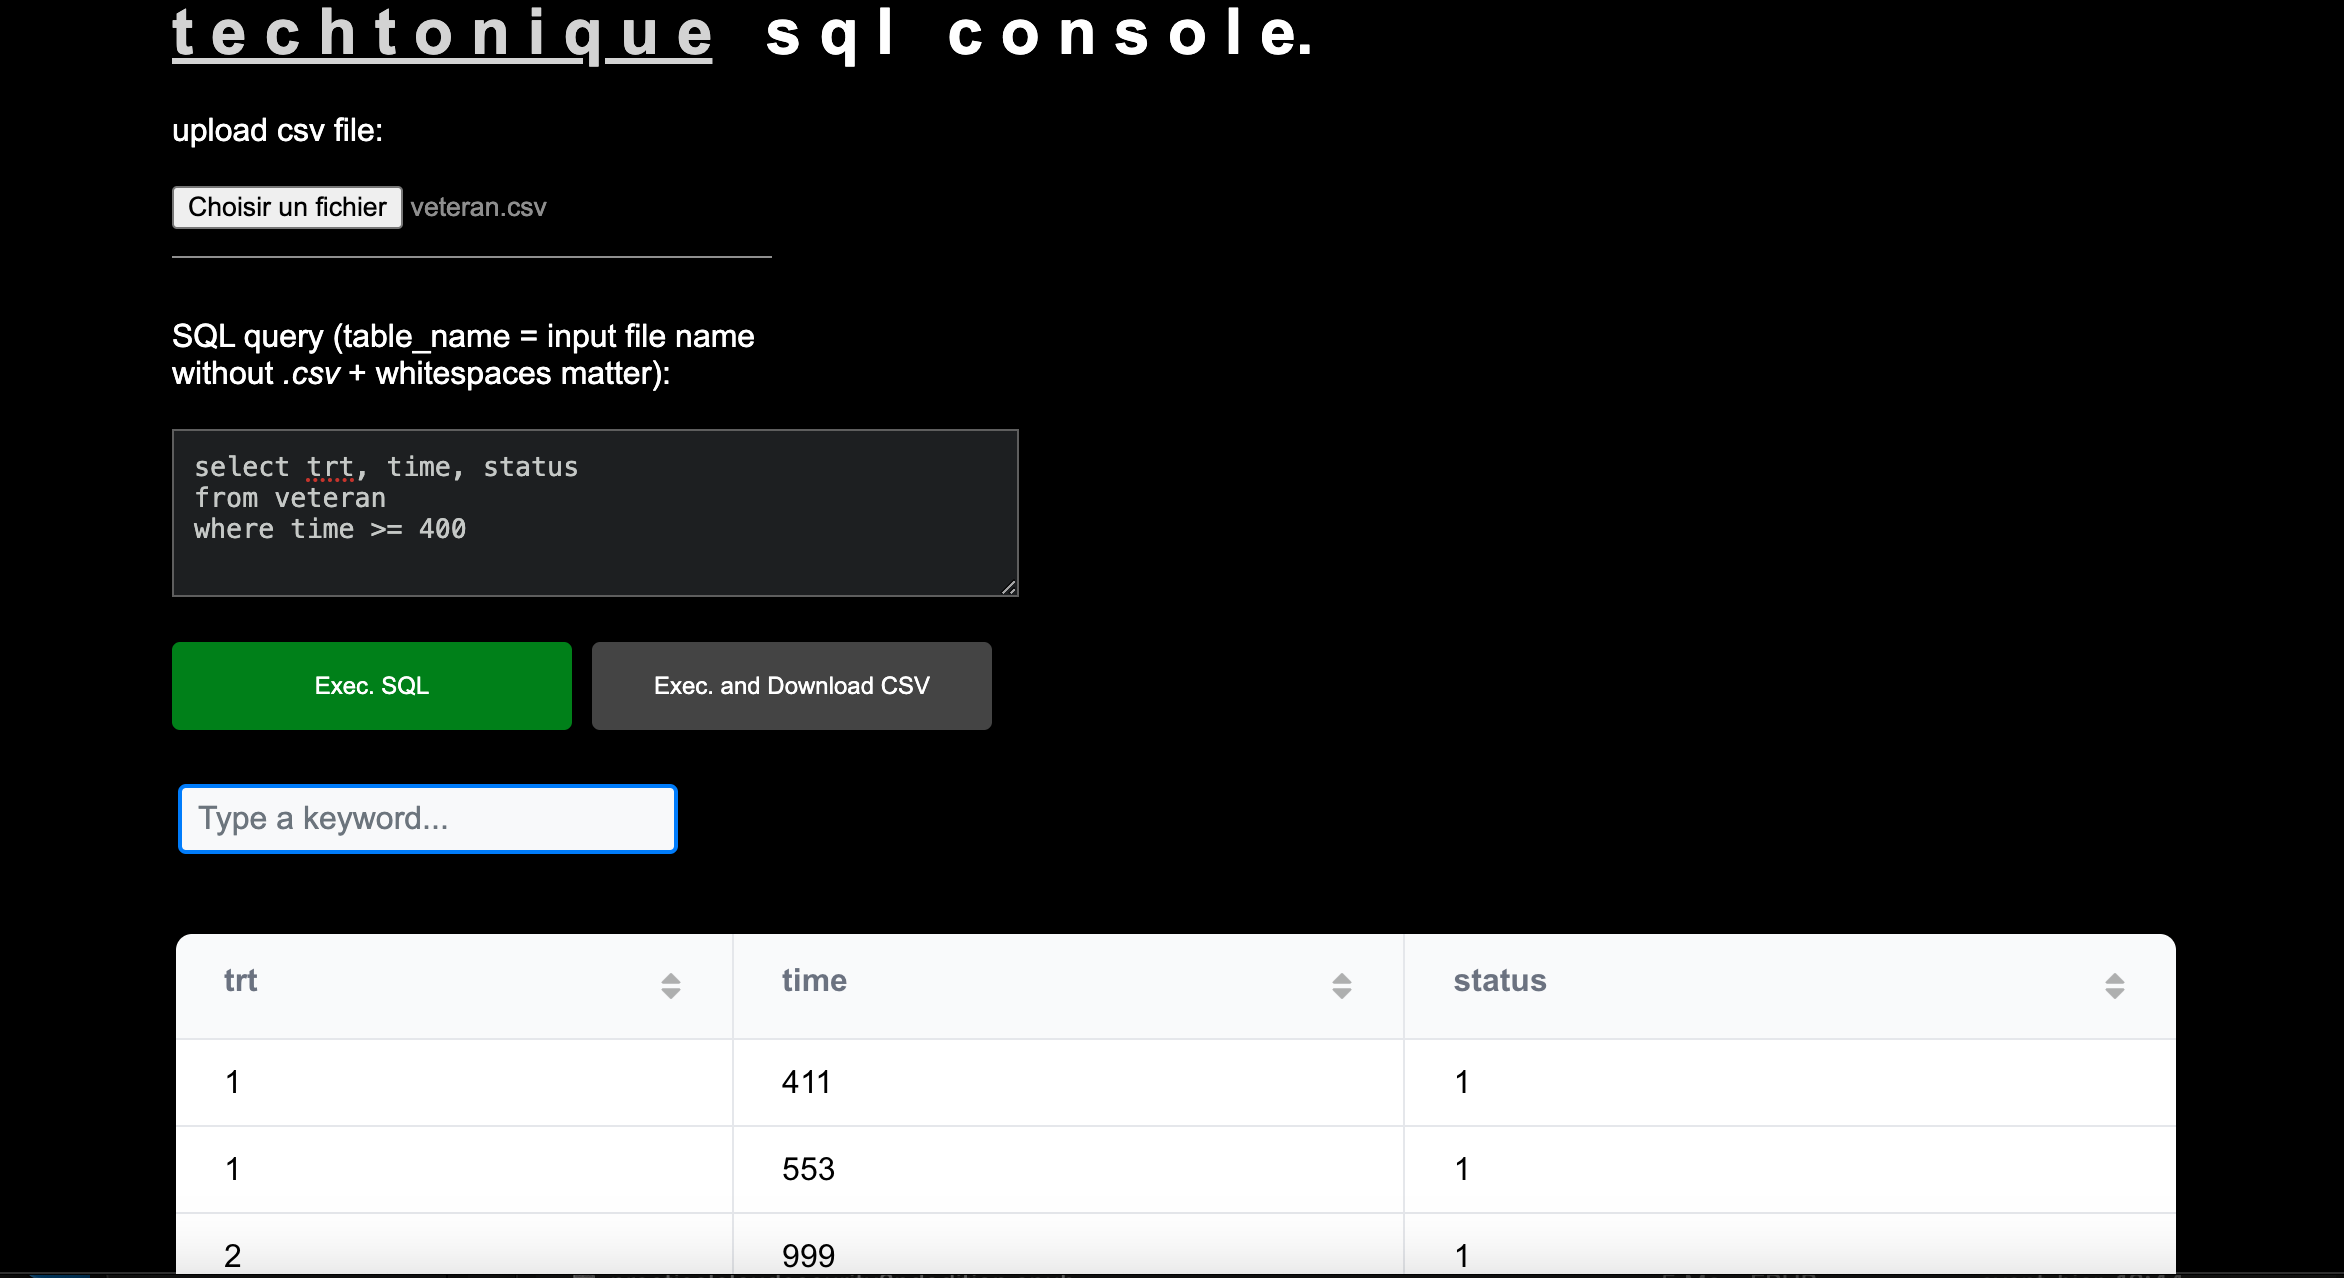 techtonique sql console.
upload csv file:
Choisir un fichier veteran.csv
SQL query (table_name = input file name
without .csv + whitespaces matter):
select trt, time, status
from veteran
where time >= 400
Exec. SQL Exec. and Download CSV
Type a keyword...
trt time status
1 411 1
1 553 1
2 999 1